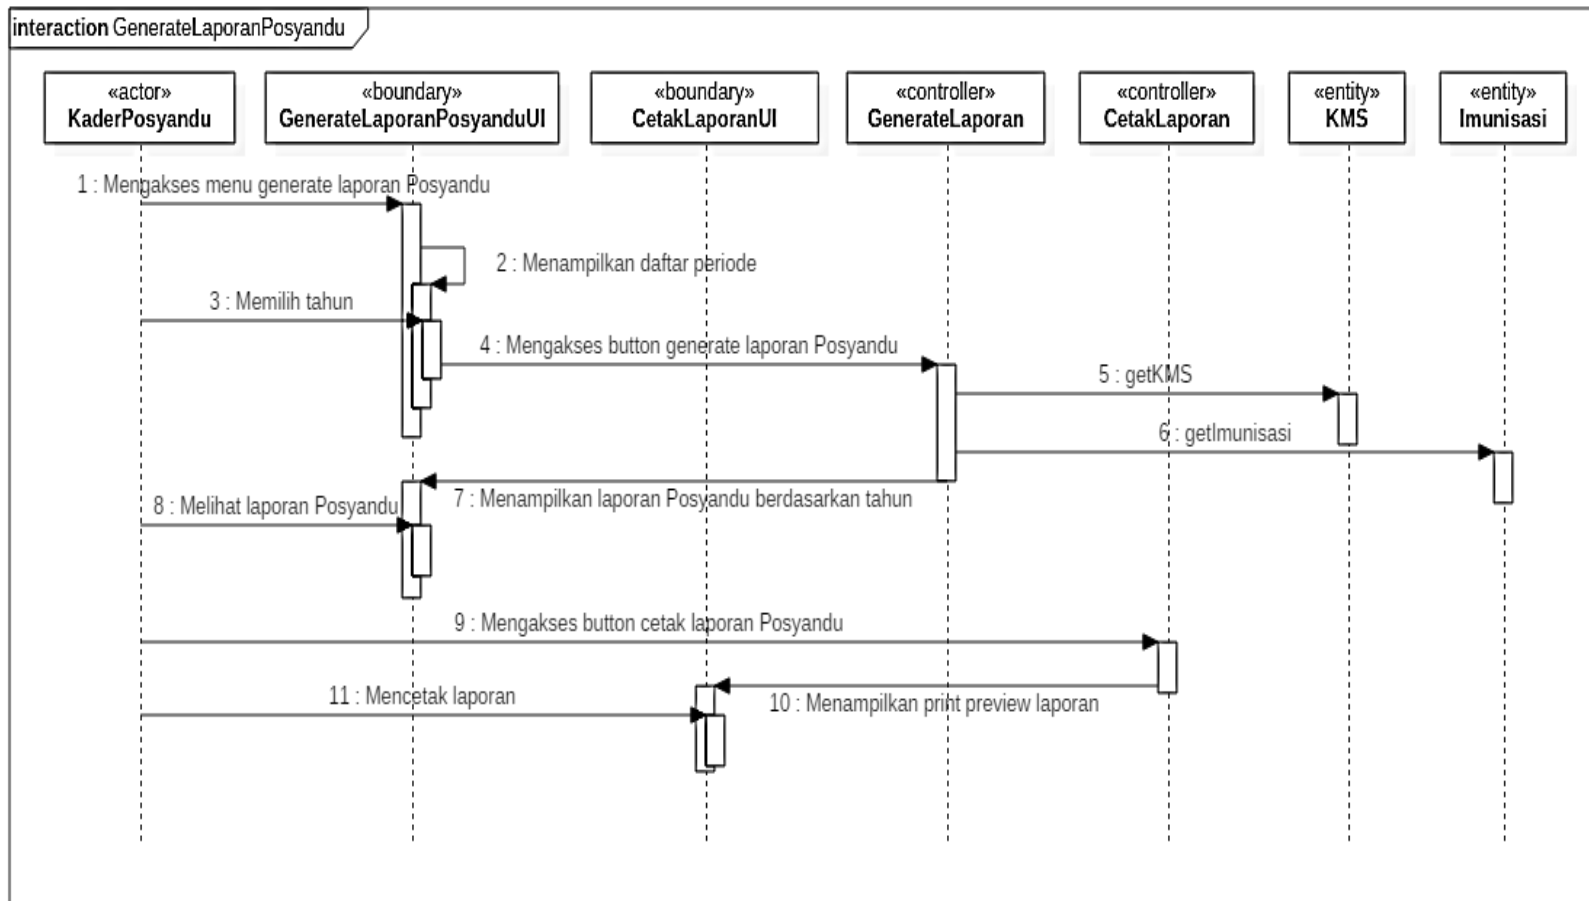 interaction GenerateLaporanPosyandu
«actor»
KaderPosyandu
«boundary»
GenerateLaporanPosyanduUI
«boundary»
CetakLaporanUI
«controller»
GenerateLaporan
«controller»
CetakLaporan
«entity»
KMS
«entity»
Imunisasi
1 : Mengakses menu generate laporan Posyandu
2 : Menampilkan daftar periode
3 : Memilih tahun
4 : Mengakses button generate laporan Posyandu
5 : getKMS
6 : getImunisasi
7 : Menampilkan laporan Posyandu berdasarkan tahun
8 : Melihat laporan Posyandu
9 : Mengakses button cetak laporan Posyandu
10 : Menampilkan print preview laporan
11 : Mencetak laporan